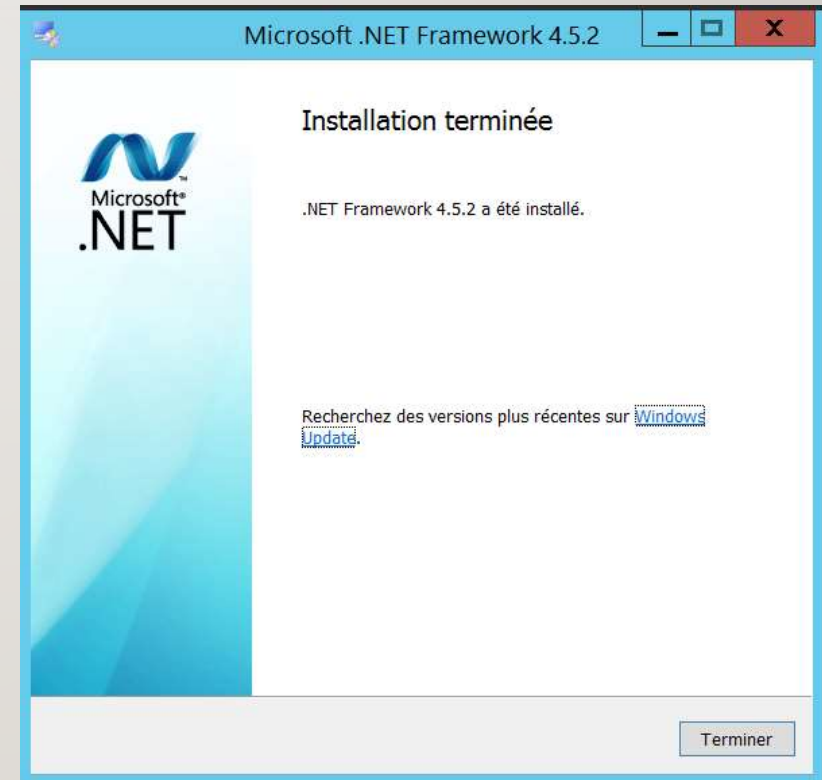 Microsoft .NET Framework 4.5.2
Installation terminée
Microsoft®
.NET
™
.NET Framework 4.5.2 a été installé.
Recherchez des versions plus récentes sur Windows
Update.
Terminer